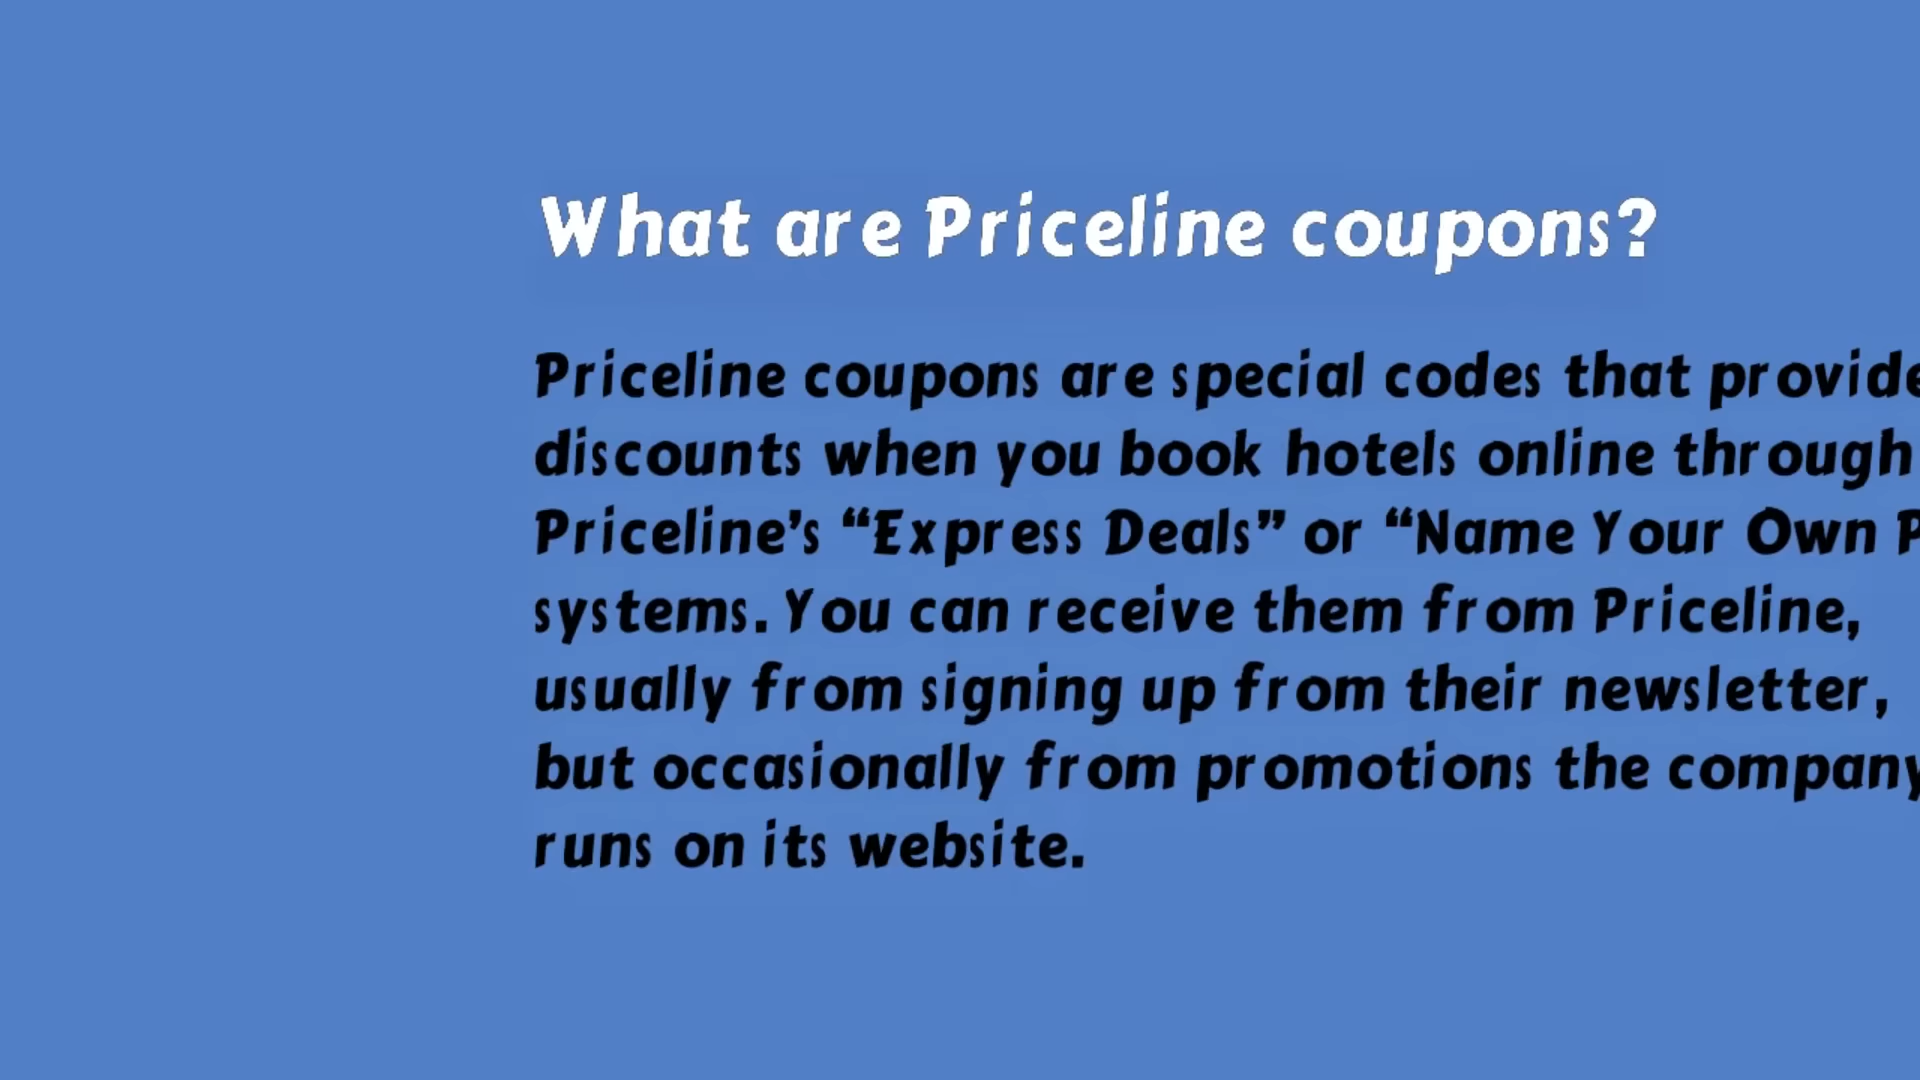 What are Priceline coupons?
Priceline coupons are special codes that provide
discounts when you book hotels online through
Priceline’s “Express Deals” or “Name Your Own
systems. You can receive them from Priceline,
usually from signing up from their newsletter,
but occasionally from promotions the company
runs on its website.